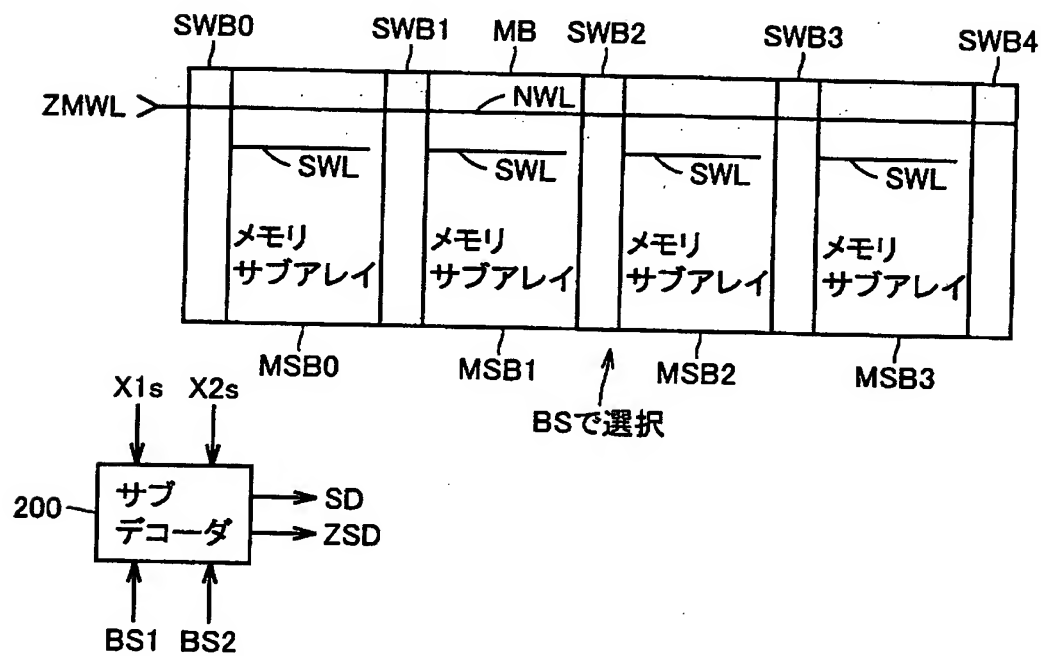 SWB0 SWB1 MB SWB2 SWB3 SWB4
ZMWL NWL
SWL SWL SWL SWL
メモリ メモリ メモリ メモリ
サブアレイ サブアレイ サブアレイ サブアレイ
MSB0 MSB1 MSB2 MSB3
BSで選択
X1s X2s
200 サブ SD
デコーダ ZSD
BS1 BS2